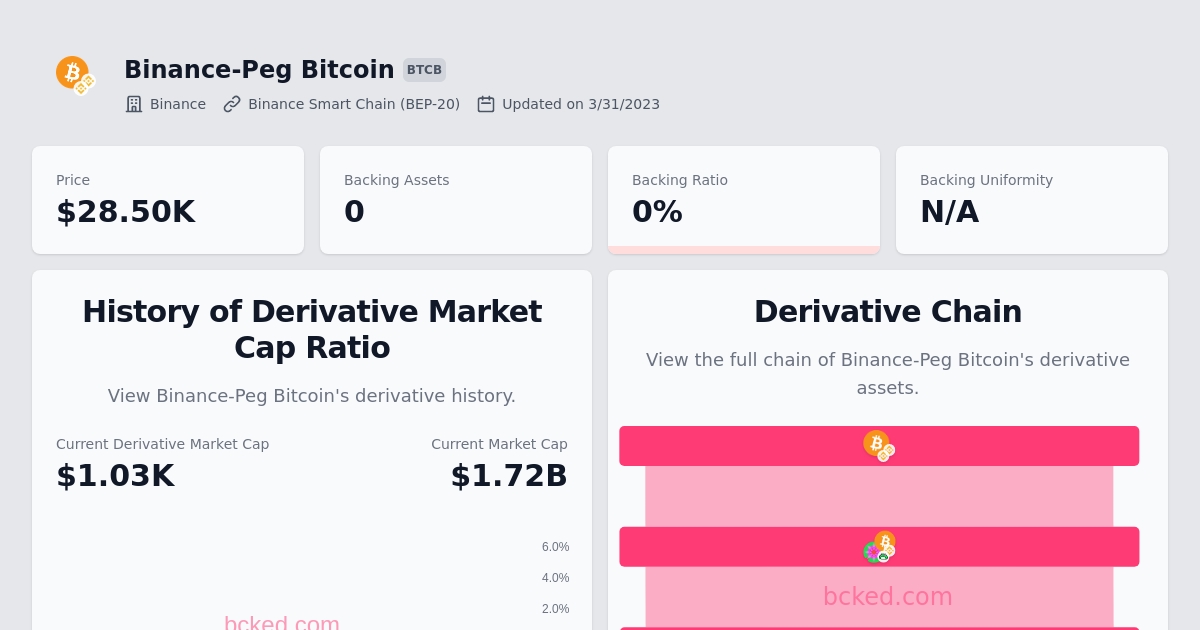 Binance-Peg Bitcoin BTCB
Binance Binance Smart Chain (BEP-20) Updated on 3/31/2023
Price
$28.50K
Backing Assets
0
Backing Ratio
0%
Backing Uniformity
N/A
History of Derivative Market
Cap Ratio
View Binance-Peg Bitcoin's derivative history.
Current Derivative Market Cap
$1.03K
Current Market Cap
$1.72B
6.0%
4.0%
2.0%
bcked.com
Derivative Chain
View the full chain of Binance-Peg Bitcoin's derivative
assets.
bcked.com